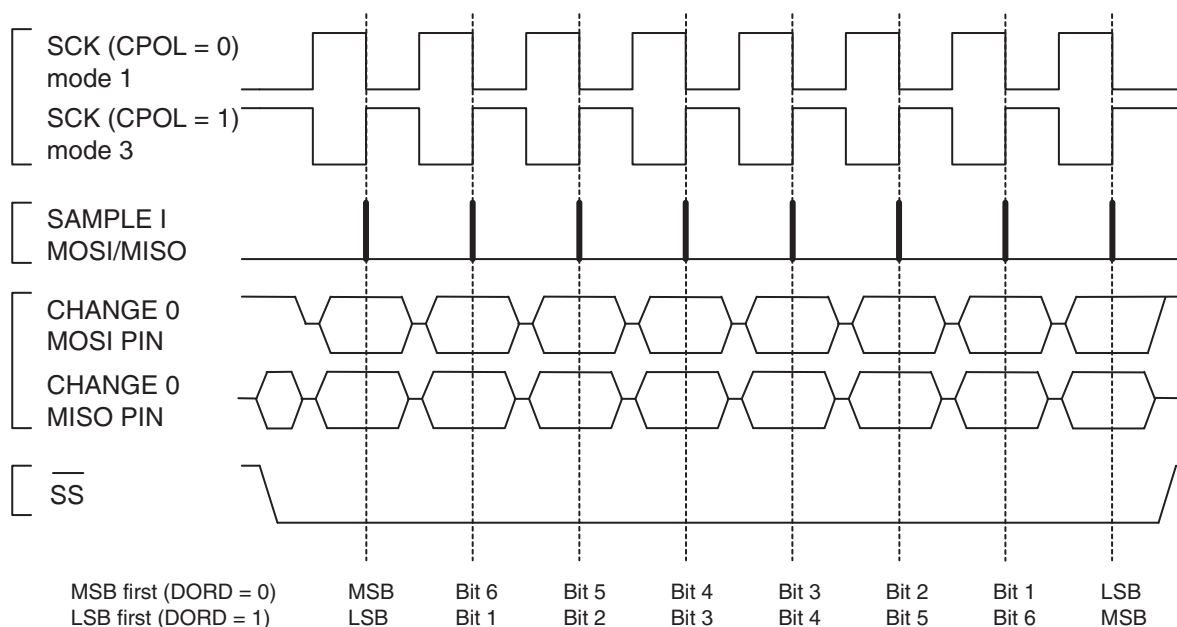 SCK (CPOL = 0)
mode 1
SCK (CPOL = 1)
mode 3
SAMPLE I
MOSI/MISO
CHANGE 0
MOSI PIN
CHANGE 0
MISO PIN
SS
MSB first (DORD = 0) MSB Bit 6 Bit 5 Bit 4 Bit 3 Bit 2 Bit 1 LSB
LSB first (DORD = 1) LSB Bit 1 Bit 2 Bit 3 Bit 4 Bit 5 Bit 6 MSB